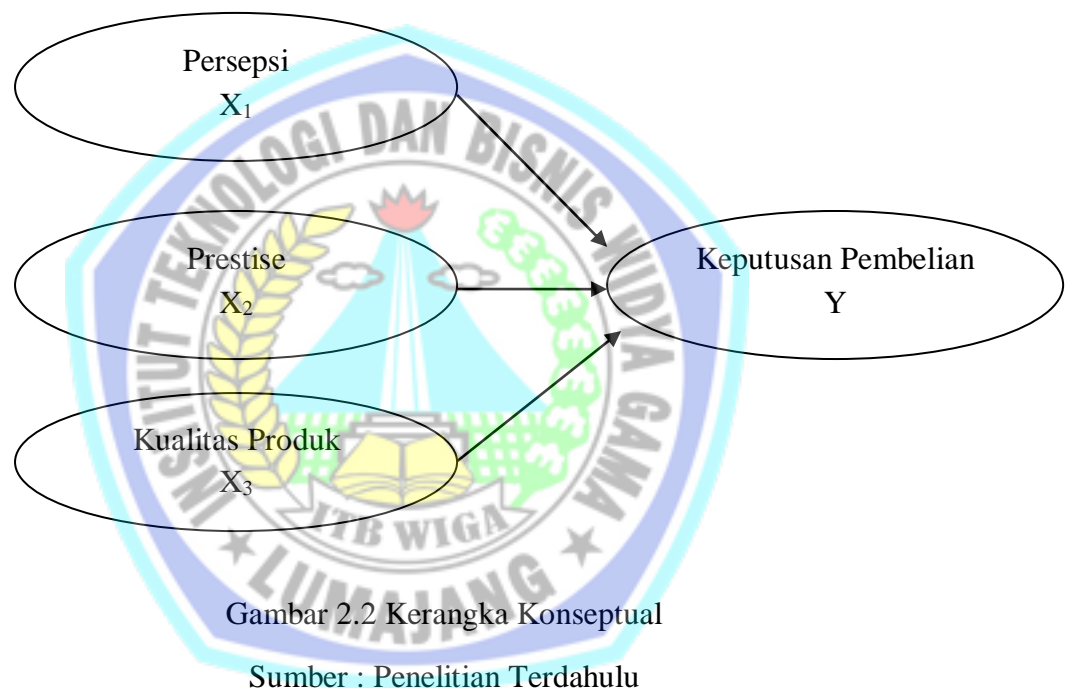 Persepsi
X₁
Prestise
X₂
Kualitas Produk
X₃
Keputusan Pembelian
Y
INSTITUT TEKNOLOGI DAN BISNIS WIDYA GAMA
ITB WIGA
★ LUMAJANG ★
Gambar 2.2 Kerangka Konseptual
Sumber : Penelitian Terdahulu